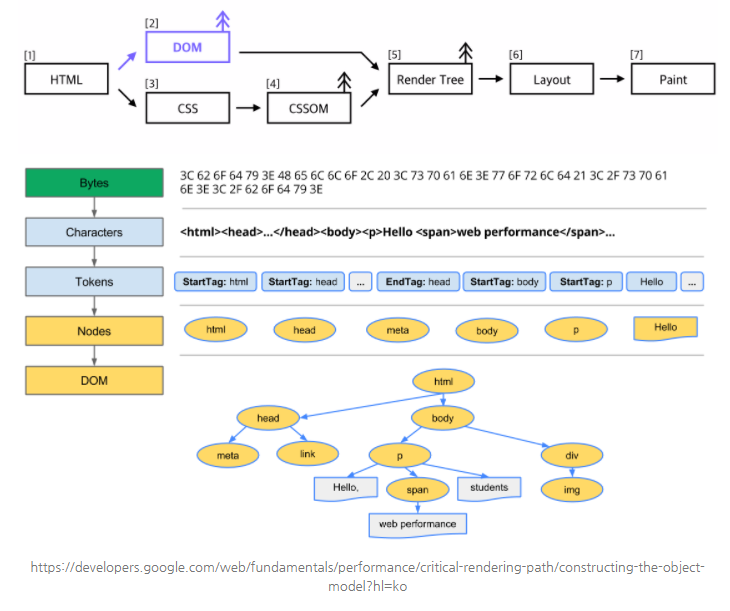 [1]
HTML
[2]
DOM
[3]
CSS
[4]
CSSOM
[5]
Render Tree
[6]
Layout
[7]
Paint
Bytes
3C 62 6F 64 79 3E 48 65 6C 6C 6F 2C 20 3C 73 70 61 6E 3E 77 6F 72 6C 64 21 3C 2F 73 70 61
6E 3E 3C 2F 62 6F 64 79 3E
Characters
<html><head>...</head><body><p>Hello <span>web performance</span>...
Tokens
StartTag: html
StartTag: head
...
EndTag: head
StartTag: body
StartTag: p
Hello
...
Nodes
html
head
meta
body
p
Hello
DOM
html
head
body
meta
link
p
div
Hello,
span
students
img
web performance
https://developers.google.com/web/fundamentals/performance/critical-rendering-path/constructing-the-object-
model?hl=ko